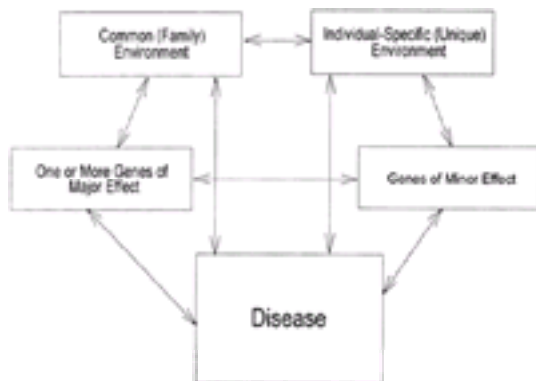 Common (Family)
Environment
Individual-Specific (Unique)
Environment
One or More Genes of
Major Effect
Genes of Minor Effect
Disease